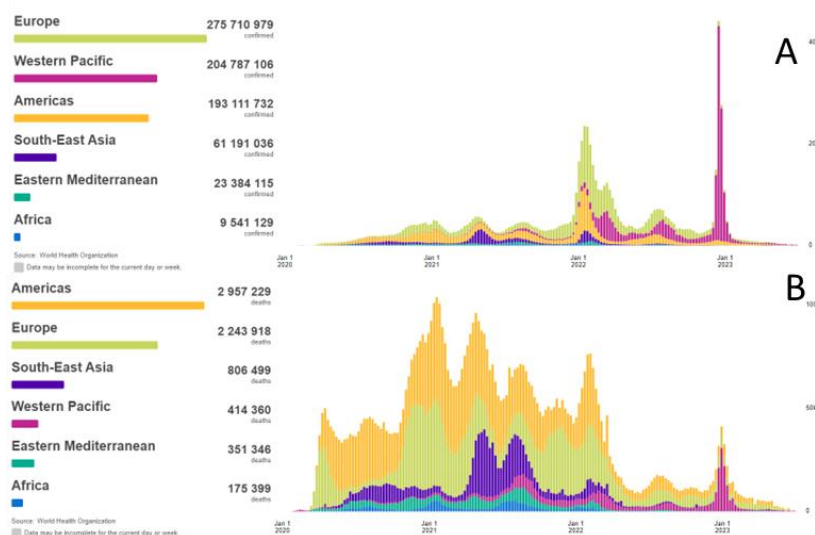 Europe 275 710 979
confirmed
Western Pacific 204 787 106
confirmed
Americas 193 111 732
confirmed
South-East Asia 61 191 036
confirmed
Eastern Mediterranean 23 384 115
confirmed
Africa 9 541 129
confirmed
Source: World Health Organization
Data may be incomplete for the current day or week.
A
40
20
0
Jan 1 2020
Jan 1 2021
Jan 1 2022
Jan 1 2023
Americas 2 957 229
deaths
Europe 2 243 918
deaths
South-East Asia 806 499
deaths
Western Pacific 414 360
deaths
Eastern Mediterranean 351 346
deaths
Africa 175 399
deaths
Source: World Health Organization
Data may be incomplete for the current day or week.
B
100
50k
0
Jan 1 2020
Jan 1 2021
Jan 1 2022
Jan 1 2023